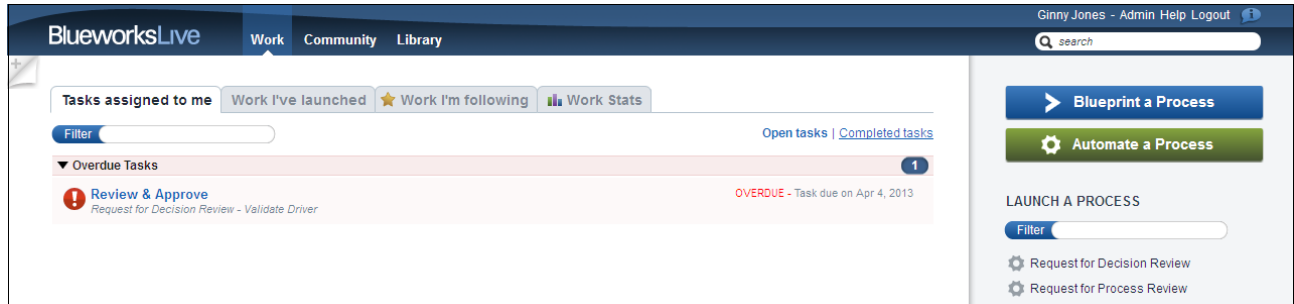 Ginny Jones - Admin Help Logout
BlueworksLive
Work Community Library
search
Tasks assigned to me Work I've launched Work I'm following Work Stats
Filter
Open tasks | Completed tasks
Overdue Tasks
1
Review & Approve
Request for Decision Review - Validate Driver
OVERDUE - Task due on Apr 4, 2013
Blueprint a Process
Automate a Process
LAUNCH A PROCESS
Filter
Request for Decision Review
Request for Process Review